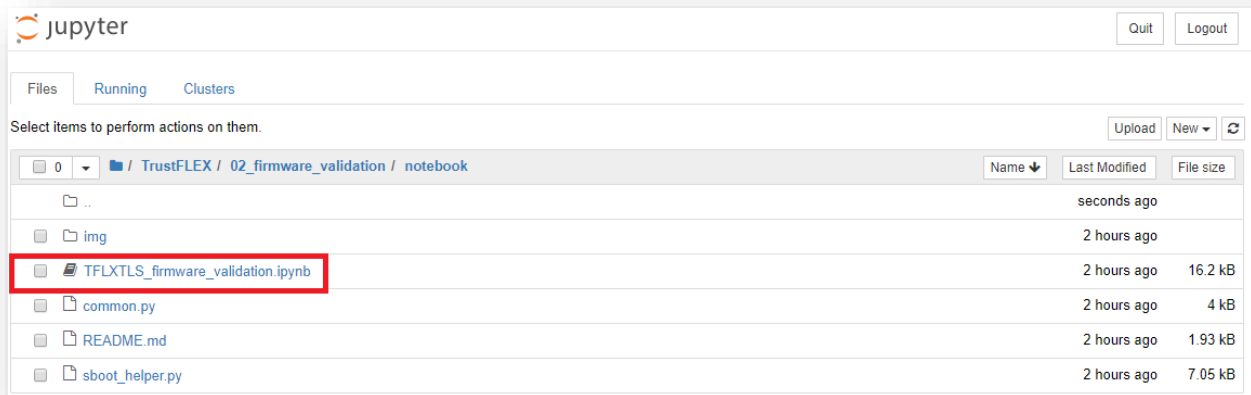 jupyter
Quit Logout
Files Running Clusters
Select items to perform actions on them.
Upload New
0 / TrustFLEX / 02_firmware_validation / notebook Name Last Modified File size
.. seconds ago
img 2 hours ago
TFLXTLS_firmware_validation.ipynb 2 hours ago 16.2 kB
common.py 2 hours ago 4 kB
README.md 2 hours ago 1.93 kB
sboot_helper.py 2 hours ago 7.05 kB